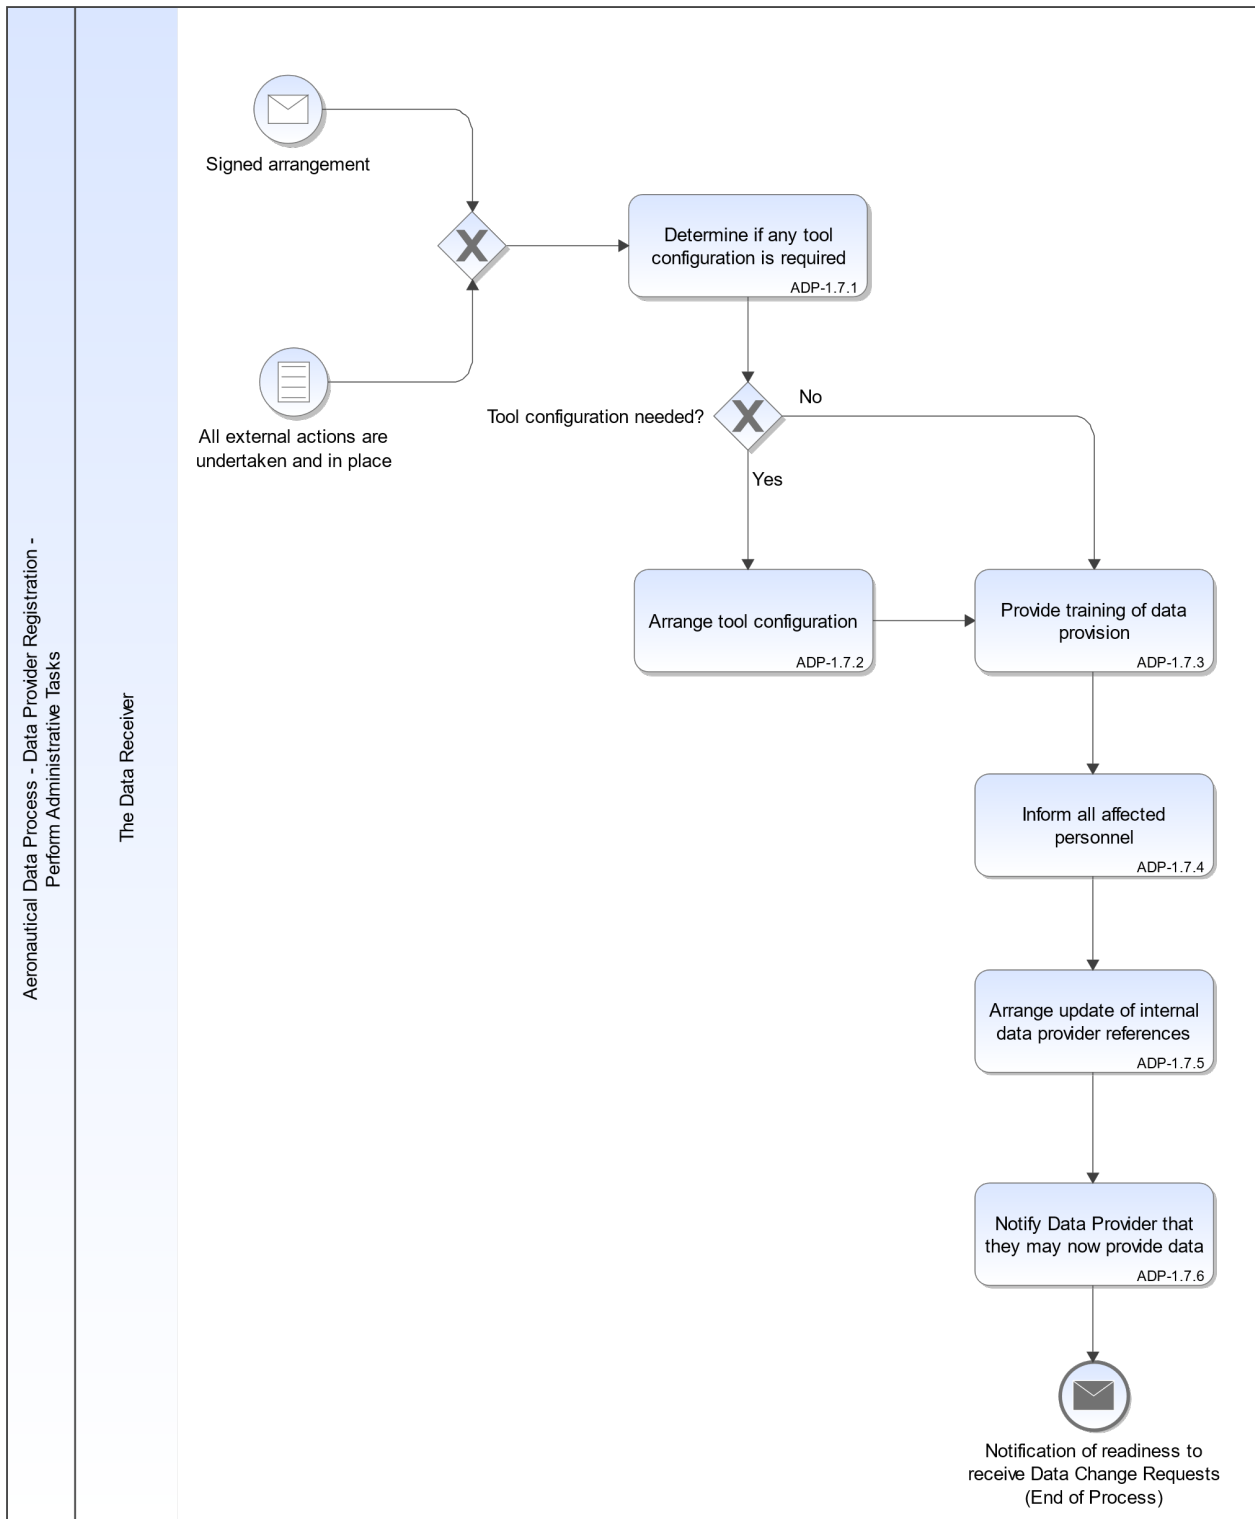 Aeronautical Data Process - Data Provider Registration -
Perform Administrative Tasks
The Data Receiver
Signed arrangement
Determine if any tool
configuration is required
ADP-1.7.1
All external actions are
undertaken and in place
Tool configuration needed?
No
Yes
Arrange tool configuration
ADP-1.7.2
Provide training of data
provision
ADP-1.7.3
Inform all affected
personnel
ADP-1.7.4
Arrange update of internal
data provider references
ADP-1.7.5
Notify Data Provider that
they may now provide data
ADP-1.7.6
Notification of readiness to
receive Data Change Requests
(End of Process)